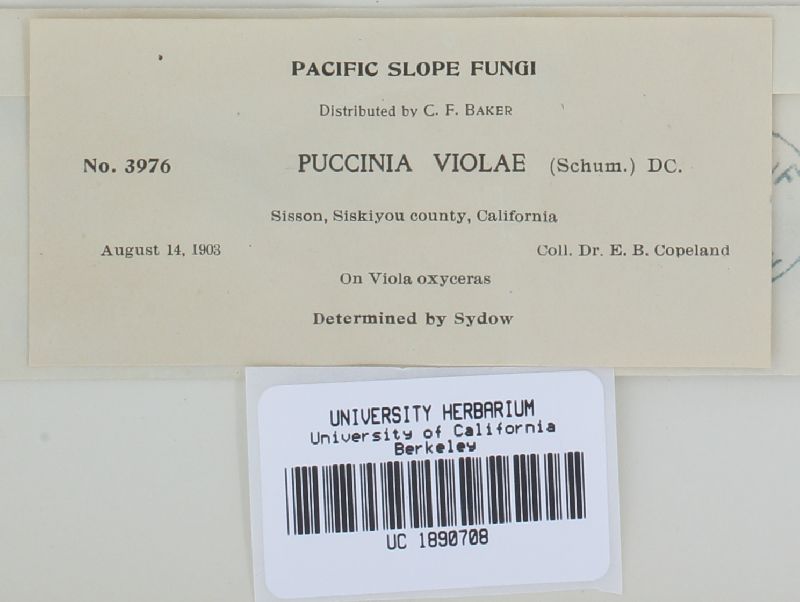 PACIFIC SLOPE FUNGI
Distributed by C. F. BAKER
No. 3976 PUCCINIA VIOLAE (Schum.) DC.
Sisson, Siskiyou county, California
August 14, 1903 Coll. Dr. E. B. Copeland
On Viola oxyceras
Determined by Sydow
UNIVERSITY HERBARIUM
University of California
Berkeley
UC 1890708